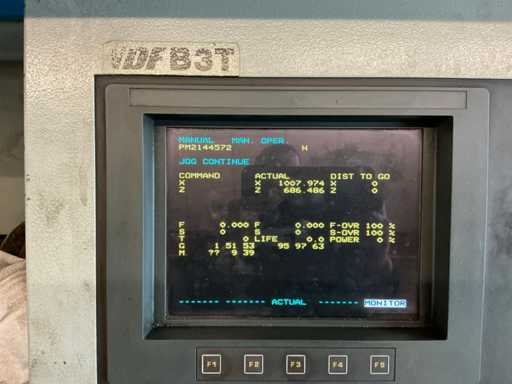 VDF B3T
MANUAL MAN. OPER.
PM2144572 N
JOG CONTINUE
COMMAND ACTUAL DIST TO GO
X X 1007.974 X 0
Z Z 686.486 Z 0
F 0.000 F 0.000 F-OVR 100 %
S 0 S 0 S-OVR 100 %
T 0 LIFE 0.0 POWER 0 %
G 1 51 53 95 97 63
M ?? 9 39
------- ------- ACTUAL ------- MONITOR
F1 F2 F3 F4 F5